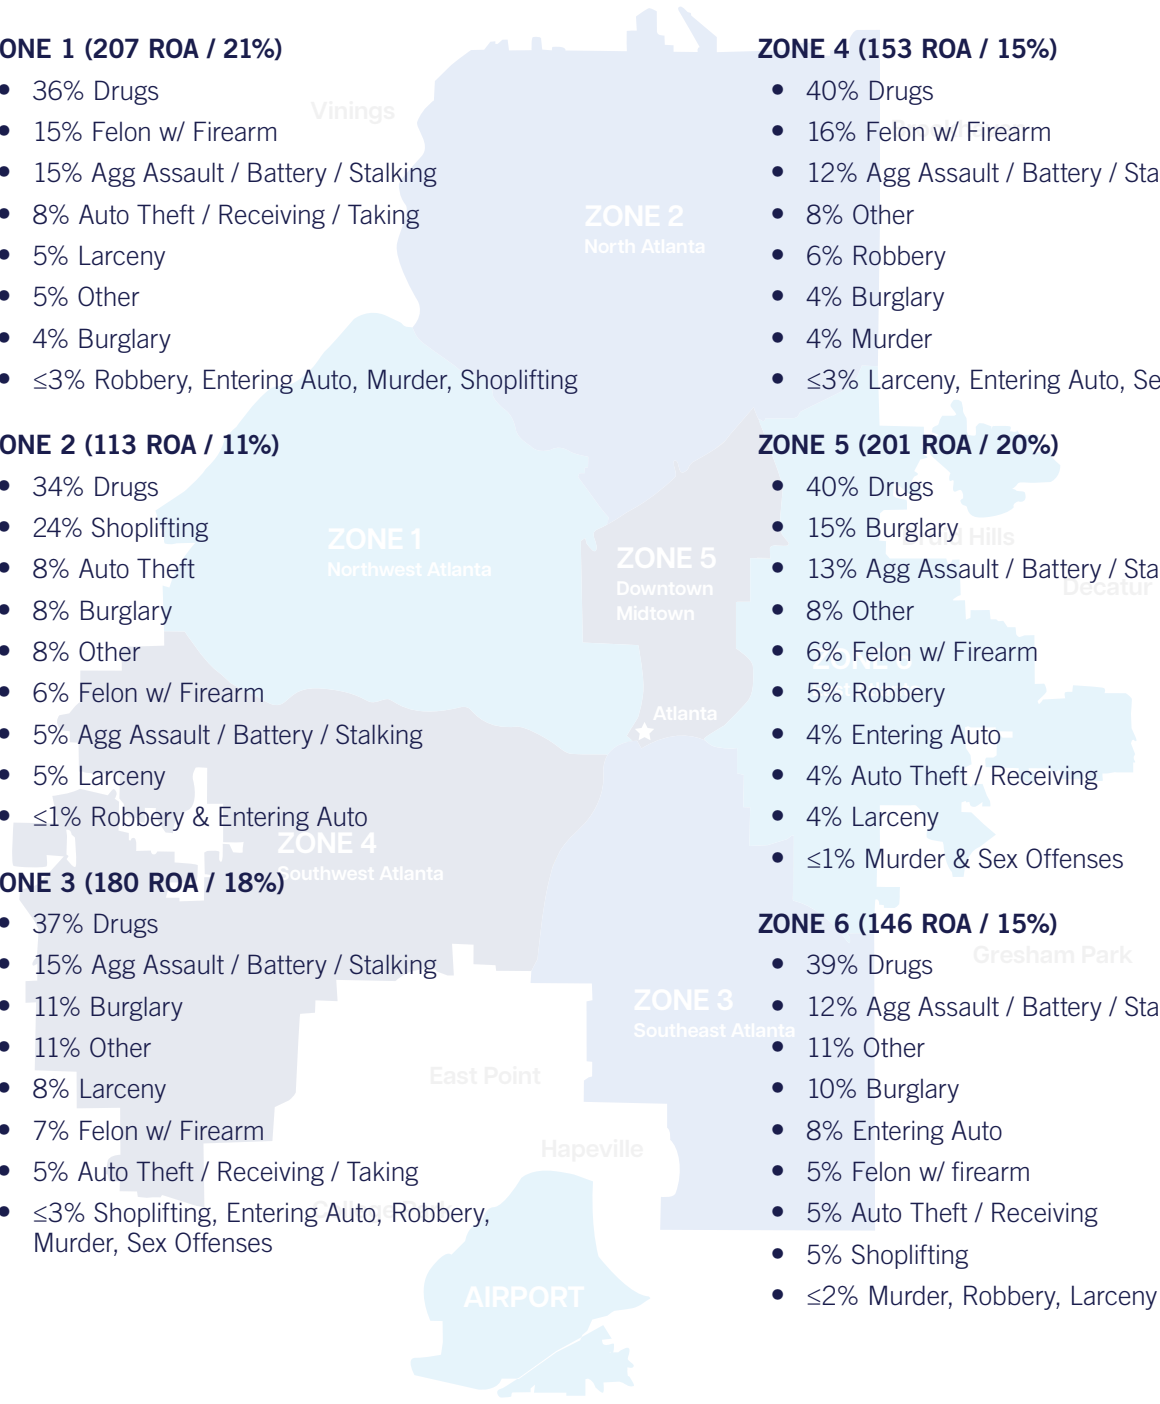 ONE 1 (207 ROA / 21%)
• 36% Drugs
• 15% Felon w/ Firearm
• 15% Agg Assault / Battery / Stalking
• 8% Auto Theft / Receiving / Taking
• 5% Larceny
• 5% Other
• 4% Burglary
• ≤3% Robbery, Entering Auto, Murder, Shoplifting
ONE 2 (113 ROA / 11%)
• 34% Drugs
• 24% Shoplifting
• 8% Auto Theft
• 8% Burglary
• 8% Other
• 6% Felon w/ Firearm
• 5% Agg Assault / Battery / Stalking
• 5% Larceny
• ≤1% Robbery & Entering Auto
ONE 3 (180 ROA / 18%)
• 37% Drugs
• 15% Agg Assault / Battery / Stalking
• 11% Burglary
• 11% Other
• 8% Larceny
• 7% Felon w/ Firearm
• 5% Auto Theft / Receiving / Taking
• ≤3% Shoplifting, Entering Auto, Robbery,
Murder, Sex Offenses
ZONE 4 (153 ROA / 15%)
• 40% Drugs
• 16% Felon w/ Firearm
• 12% Agg Assault / Battery / Sta
• 8% Other
• 6% Robbery
• 4% Burglary
• 4% Murder
• ≤3% Larceny, Entering Auto, Se
ZONE 5 (201 ROA / 20%)
• 40% Drugs
• 15% Burglary
• 13% Agg Assault / Battery / Sta
• 8% Other
• 6% Felon w/ Firearm
• 5% Robbery
• 4% Entering Auto
• 4% Auto Theft / Receiving
• 4% Larceny
• ≤1% Murder & Sex Offenses
ZONE 6 (146 ROA / 15%)
• 39% Drugs
• 12% Agg Assault / Battery / Sta
• 11% Other
• 10% Burglary
• 8% Entering Auto
• 5% Felon w/ firearm
• 5% Auto Theft / Receiving
• 5% Shoplifting
• ≤2% Murder, Robbery, Larceny
Vinings
ZONE 2
North Atlanta
ZONE 1
Northwest Atlanta
ZONE 5
Downtown
Midtown
Hills
Decatur
Atlanta
ZONE 4
Southwest Atlanta
Gresham Park
ZONE 3
Southeast Atlanta
East Point
Hapeville
AIRPORT